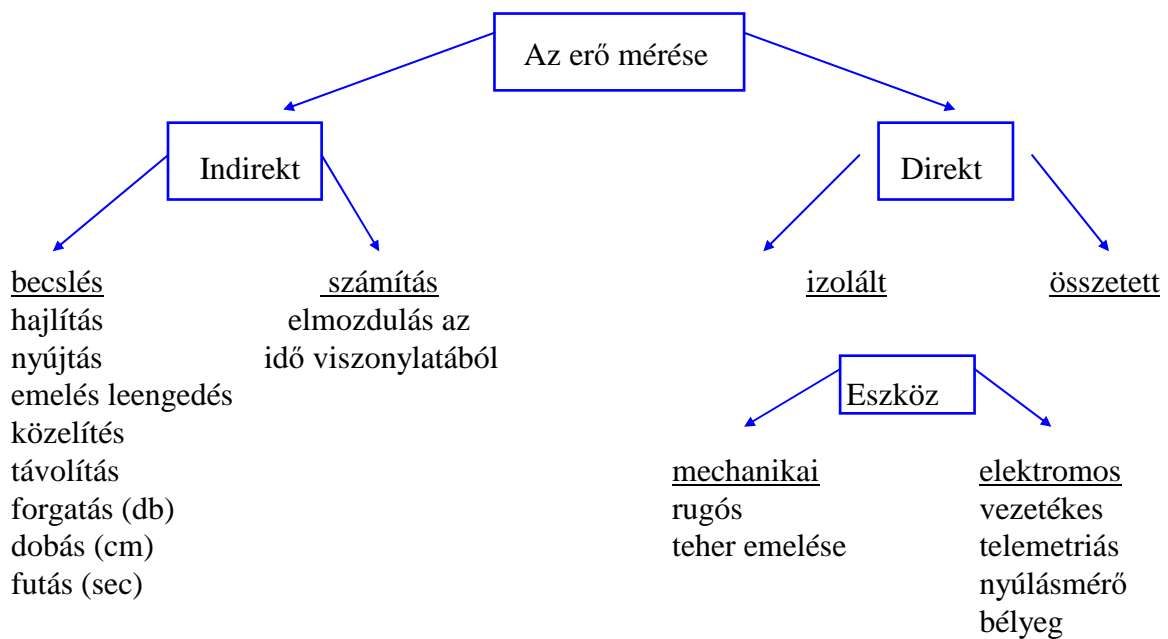 Az erő mérése
Indirekt
Direkt
becslés
hajlítás
nyújtás
emelés leengedés
közelítés
távolítás
forgatás (db)
dobás (cm)
futás (sec)
számítás
elmozdulás az
idő viszonylatából
izolált
összetett
Eszköz
mechanikai
rugós
teher emelése
elektromos
vezetékes
telemetriás
nyúlásmérő
bélyeg